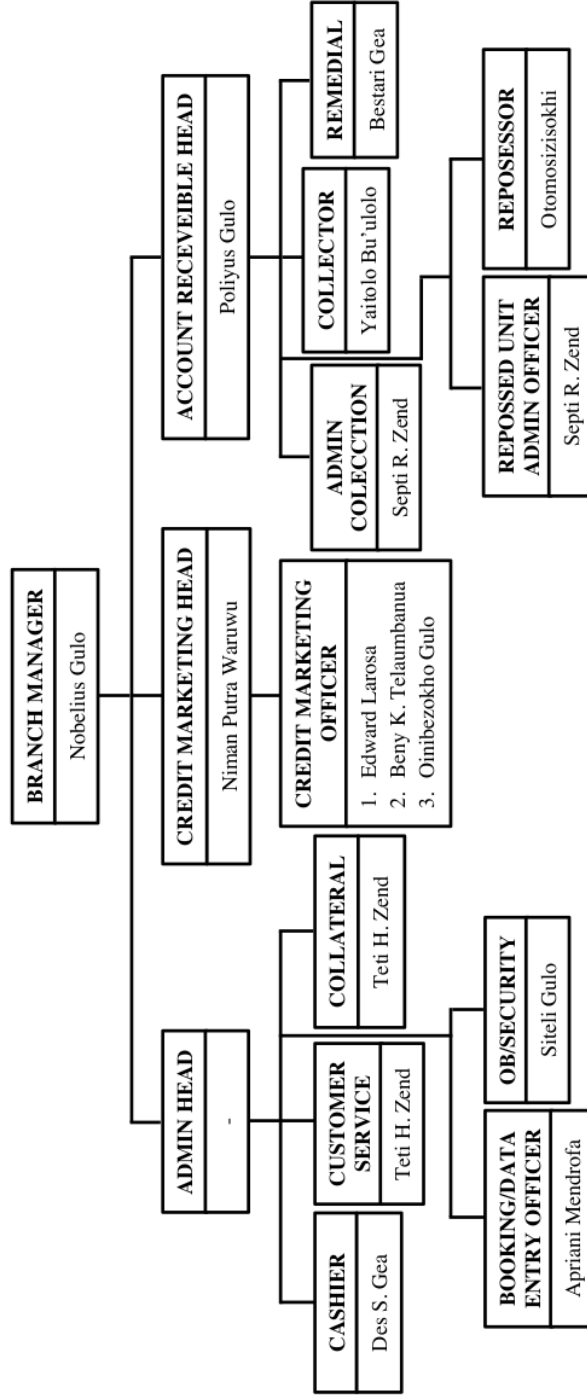 BRANCH MANAGER
Nobelius Gulo
ADMIN HEAD
-
CREDIT MARKETING HEAD
Niman Putra Waruwu
ACCOUNT RECEVEIBLE HEAD
Poliyus Gulo
CASHIER
Des S. Gea
CUSTOMER
SERVICE
Teti H. Zend
COLLATERAL
Teti H. Zend
CREDIT MARKETING
OFFICER
1. Edward Larosa
2. Beny K. Telaumbanua
3. Oinibezokho Gulo
ADMIN
COLECCTION
Septi R. Zend
COLLECTOR
Yaitolo Bu'ulolo
REMEDIAL
Bestari Gea
BOOKING/DATA
ENTRY OFFICER
Apriani Mendrofa
OB/SECURITY
Siteli Gulo
REPOSSED UNIT
ADMIN OFFICER
Septi R. Zend
REPOSESSOR
Otomosizisokhi